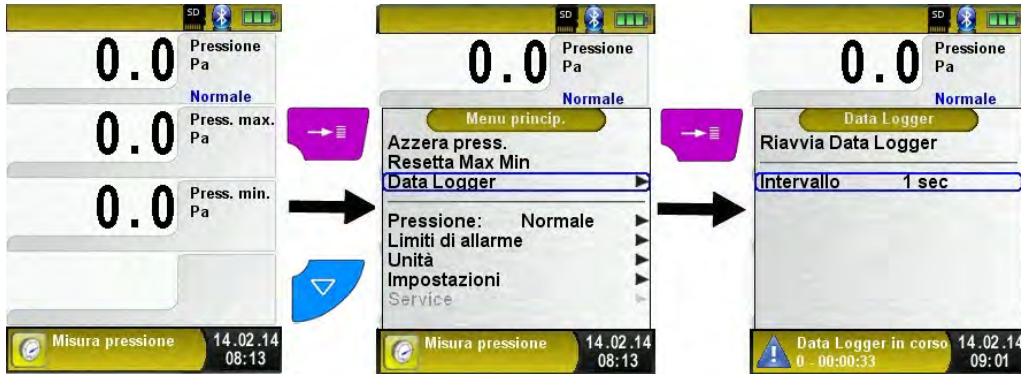 SD
0.0 Pressione
Pa
Normale
0.0 Press. max.
Pa
0.0 Press. min.
Pa
Misura pressione 14.02.14
08:13
SD
0.0 Pressione
Pa
Normale
Menu princip.
Azzera press.
Resetta Max Min
Data Logger
Pressione: Normale
Limiti di allarme
Unità
Impostazioni
Service
Misura pressione 14.02.14
08:13
SD
0.0 Pressione
Pa
Normale
Data Logger
Riavvia Data Logger
Intervallo 1 sec
Data Logger in corso 14.02.14
0 - 00:00:33 09:01